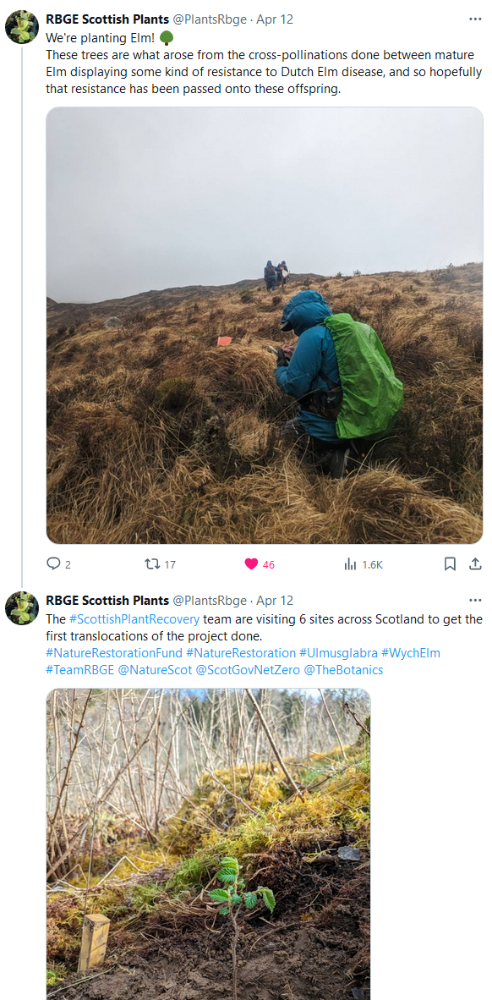 RBGE Scottish Plants @PlantsRbge · Apr 12
We're planting Elm! 🌳
These trees are what arose from the cross-pollinations done between mature
Elm displaying some kind of resistance to Dutch Elm disease, and so hopefully
that resistance has been passed onto these offspring.
2 17 46 1.6K
RBGE Scottish Plants @PlantsRbge · Apr 12
The #ScottishPlantRecovery team are visiting 6 sites across Scotland to get the
first translocations of the project done.
#NatureRestorationFund #NatureRestoration #Ulmusglabra #WychElm
#TeamRBGE @NatureScot @ScotGovNetZero @TheBotanics